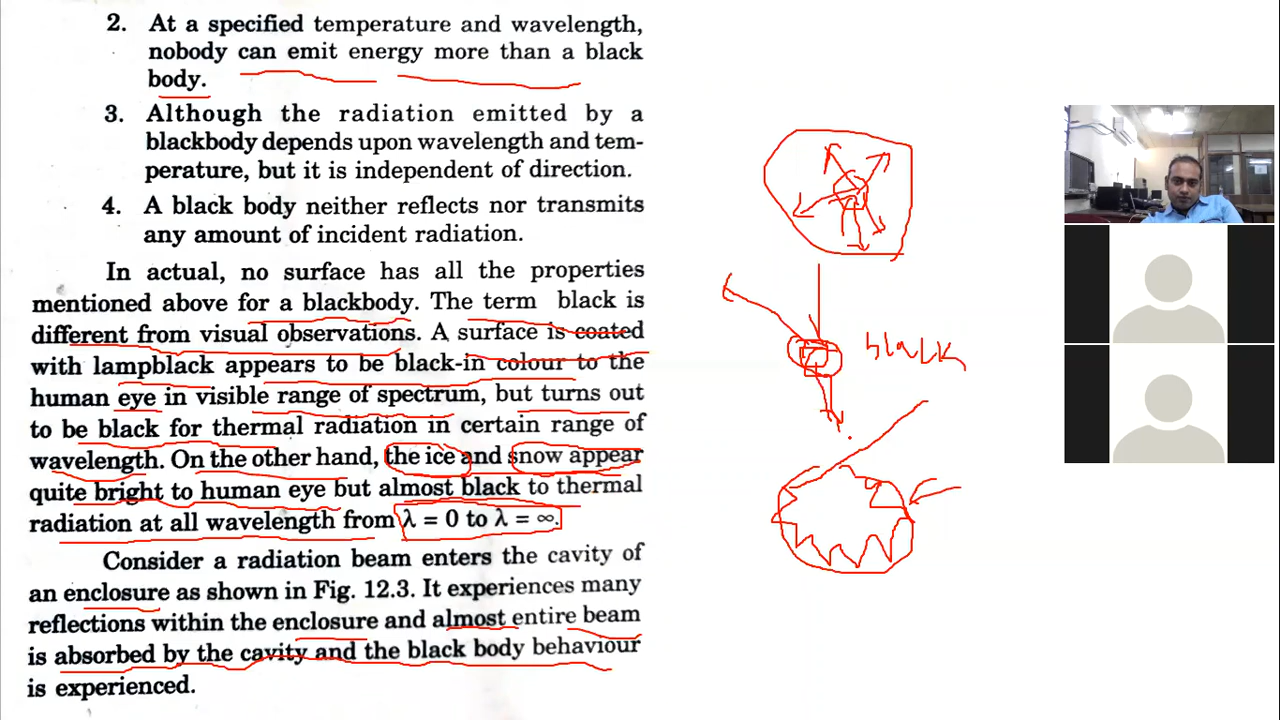 2. At a specified temperature and wavelength,
nobody can emit energy more than a black
body.
3. Although the radiation emitted by a
blackbody depends upon wavelength and tem-
perature, but it is independent of direction.
4. A black body neither reflects nor transmits
any amount of incident radiation.
In actual, no surface has all the properties
mentioned above for a blackbody. The term black is
different from visual observations. A surface is coated
with lampblack appears to be black-in colour to the
human eye in visible range of spectrum, but turns out
to be black for thermal radiation in certain range of
wavelength. On the other hand, the ice and snow appear
quite bright to human eye but almost black to thermal
radiation at all wavelength from λ = 0 to λ = ∞.
Consider a radiation beam enters the cavity of
an enclosure as shown in Fig. 12.3. It experiences many
reflections within the enclosure and almost entire beam
is absorbed by the cavity and the black body behaviour
is experienced.
black